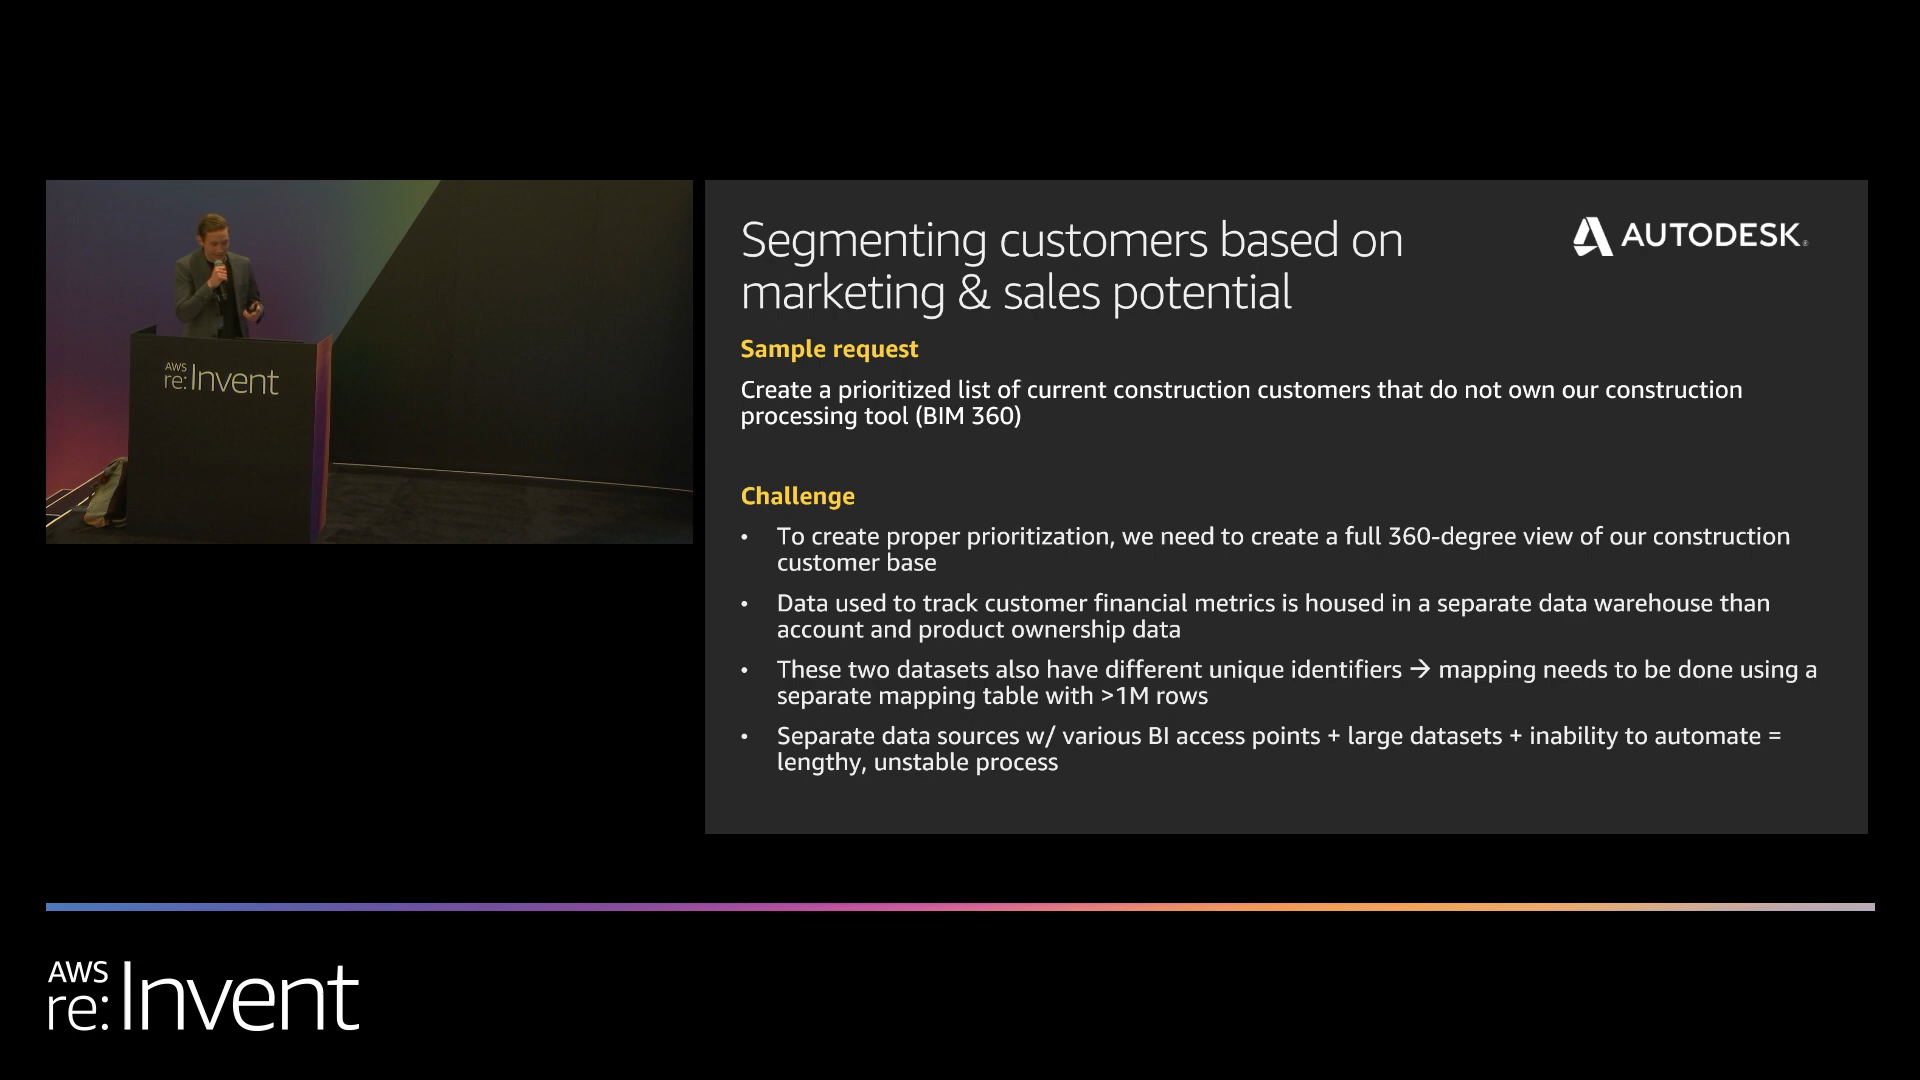 AWS
re:Invent
Segmenting customers based on
marketing & sales potential
AUTODESK®
Sample request
Create a prioritized list of current construction customers that do not own our construction
processing tool (BIM 360)
Challenge
• To create proper prioritization, we need to create a full 360-degree view of our construction
customer base
• Data used to track customer financial metrics is housed in a separate data warehouse than
account and product ownership data
• These two datasets also have different unique identifiers → mapping needs to be done using a
separate mapping table with >1M rows
• Separate data sources w/ various BI access points + large datasets + inability to automate =
lengthy, unstable process
AWS
re:Invent